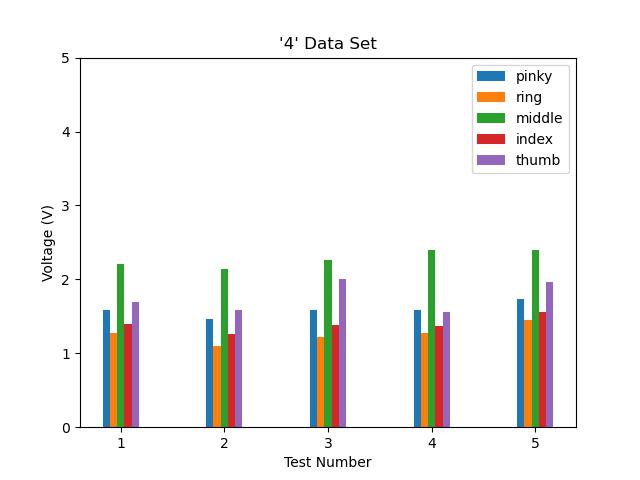 '4' Data Set
5
4
3
2
1
0
Voltage (V)
pinky
ring
middle
index
thumb
1 2 3 4 5
Test Number